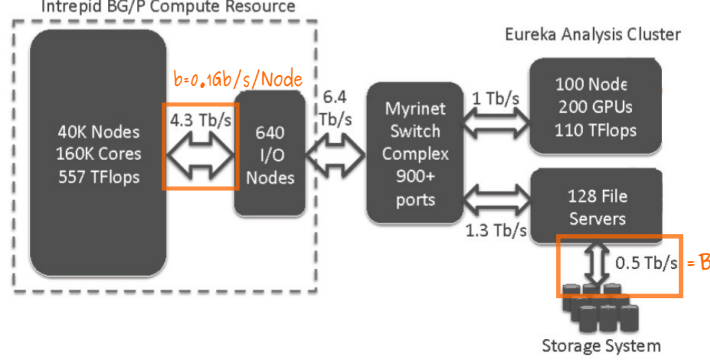 Intrepid BG/P Compute Resource
Eureka Analysis Cluster
b=0.1Gb/s/Node
40K Nodes
160K Cores
557 TFlops
4.3 Tb/s
640
I/O
Nodes
6.4
Tb/s
Myrinet
Switch
Complex
900+
ports
1 Tb/s
100 Node
200 GPUs
110 TFlops
1.3 Tb/s
128 File
Servers
0.5 Tb/s = B
Storage System